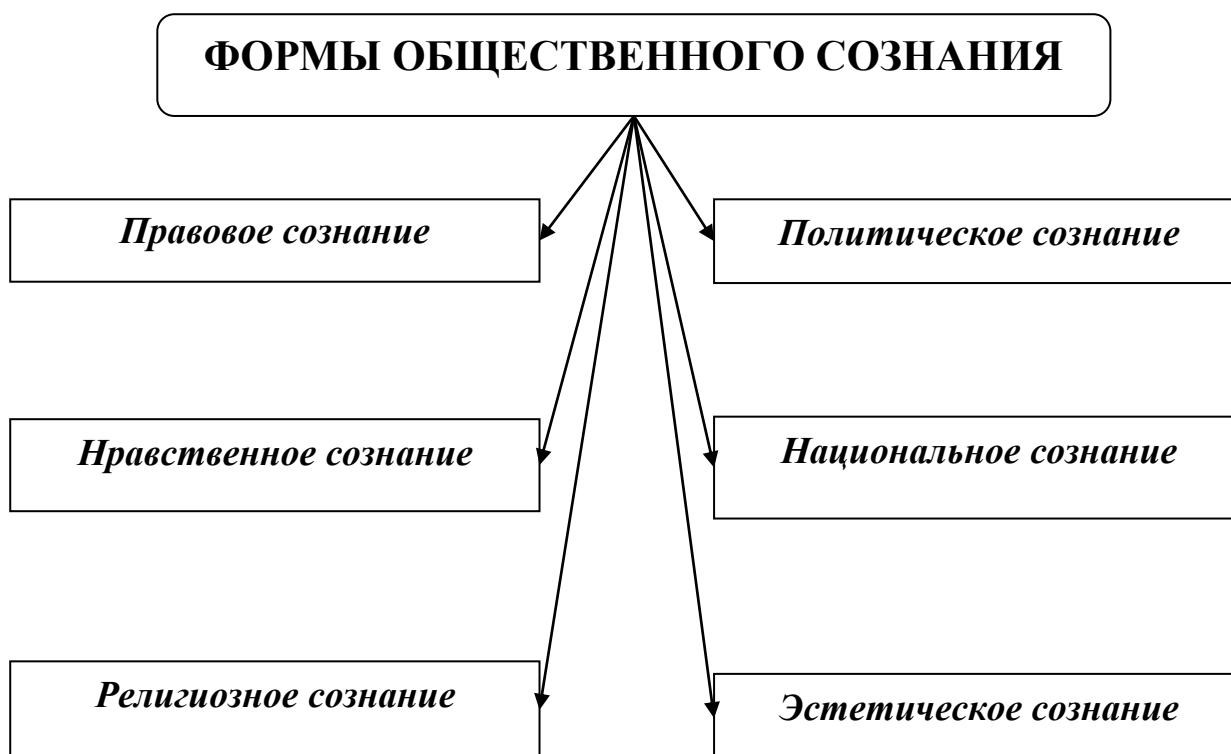 ФОРМЫ ОБЩЕСТВЕННОГО СОЗНАНИЯ
Правовое сознание
Политическое сознание
Нравственное сознание
Национальное сознание
Религиозное сознание
Эстетическое сознание